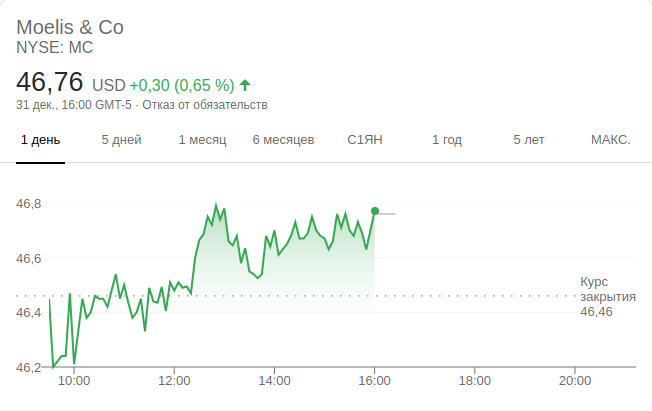 Moelis & Co
NYSE: MC
46,76 USD +0,30 (0,65 %)
31 дек., 16:00 GMT-5 · Отказ от обязательств
1 день 5 дней 1 месяц 6 месяцев С1ЯН 1 год 5 лет МАКС.
46,8
46,6
46,4
46,2
Курс
закрытия
46,46
10:00 12:00 14:00 16:00 18:00 20:00